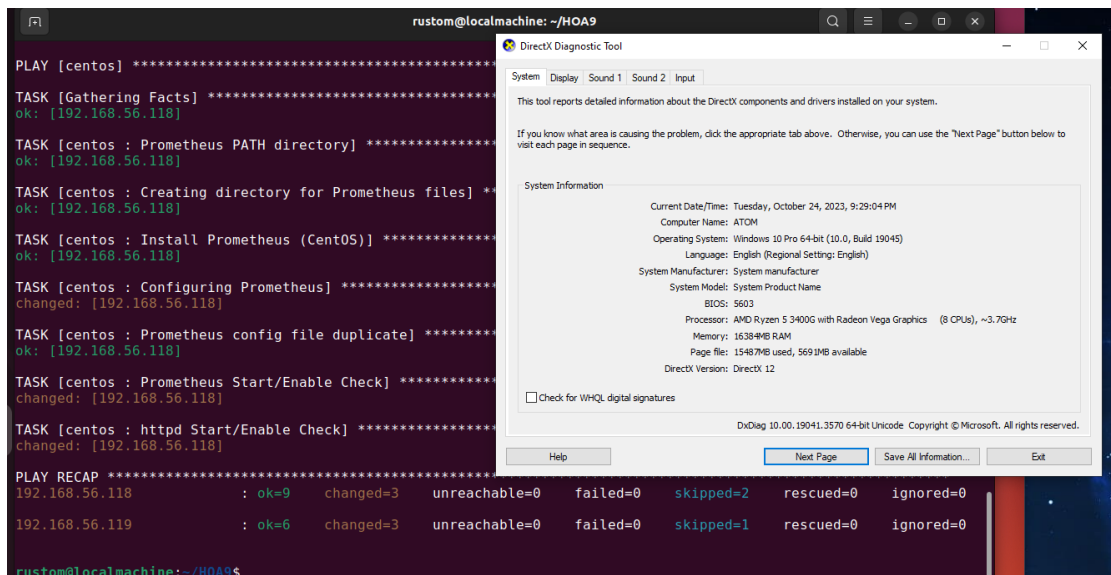 rustom@localmachine: ~/HOA9
PLAY [centos] ********************************************
TASK [Gathering Facts] ***********************************
ok: [192.168.56.118]
TASK [centos : Prometheus PATH directory] ****************
ok: [192.168.56.118]
TASK [centos : Creating directory for Prometheus files] **
ok: [192.168.56.118]
TASK [centos : Install Prometheus (CentOS)] **************
ok: [192.168.56.118]
TASK [centos : Configuring Prometheus] *******************
changed: [192.168.56.118]
TASK [centos : Prometheus config file duplicate] *********
ok: [192.168.56.118]
TASK [centos : Prometheus Start/Enable Check] ************
changed: [192.168.56.118]
TASK [centos : httpd Start/Enable Check] *****************
changed: [192.168.56.118]
PLAY RECAP ***********************************************
192.168.56.118 : ok=9 changed=3 unreachable=0 failed=0 skipped=2 rescued=0 ignored=0
192.168.56.119 : ok=6 changed=3 unreachable=0 failed=0 skipped=1 rescued=0 ignored=0
rustom@localmachine:~/HOA9$
DirectX Diagnostic Tool
System Display Sound 1 Sound 2 Input
This tool reports detailed information about the DirectX components and drivers installed on your system.
If you know what area is causing the problem, click the appropriate tab above. Otherwise, you can use the "Next Page" button below to
visit each page in sequence.
System Information
Current Date/Time: Tuesday, October 24, 2023, 9:29:04 PM
Computer Name: ATOM
Operating System: Windows 10 Pro 64-bit (10.0, Build 19045)
Language: English (Regional Setting: English)
System Manufacturer: System manufacturer
System Model: System Product Name
BIOS: 5603
Processor: AMD Ryzen 5 3400G with Radeon Vega Graphics (8 CPUs), ~3.7GHz
Memory: 16384MB RAM
Page file: 15487MB used, 5691MB available
DirectX Version: DirectX 12
Check for WHQL digital signatures
DxDiag 10.00.19041.3570 64-bit Unicode Copyright © Microsoft. All rights reserved.
Help Next Page Save All Information... Exit